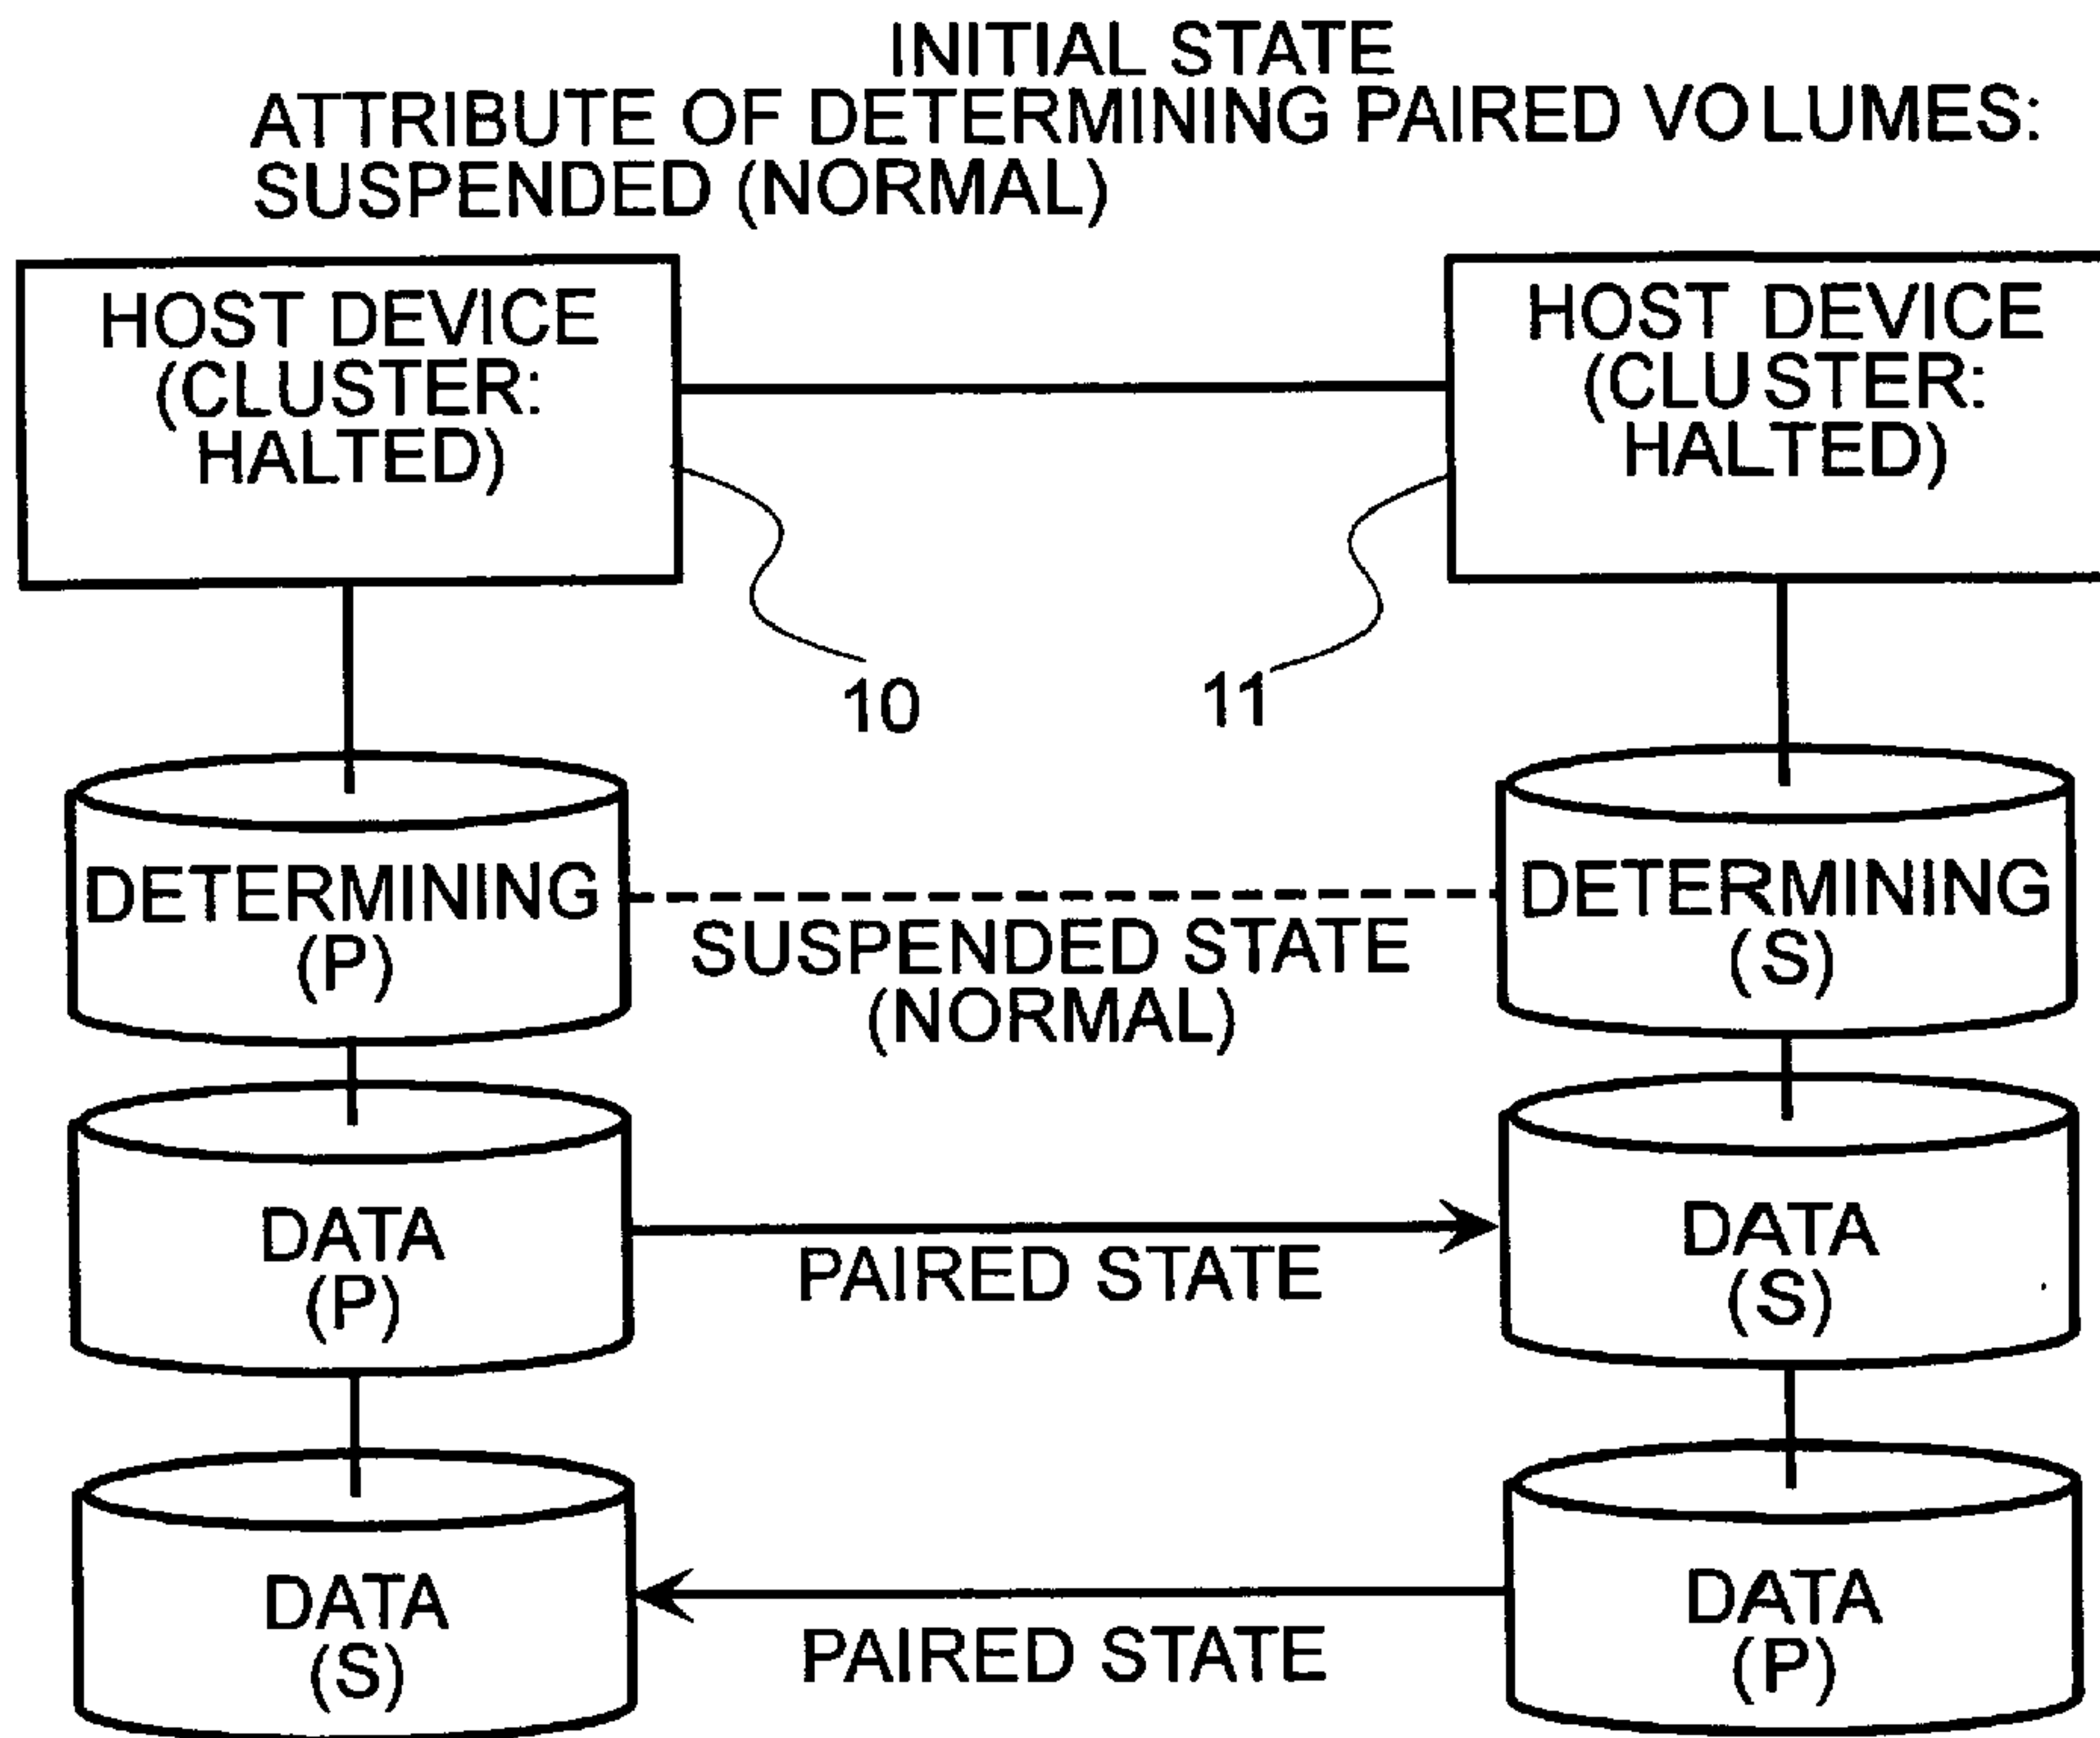 INITIAL STATE
ATTRIBUTE OF DETERMINING PAIRED VOLUMES:
SUSPENDED (NORMAL)
HOST DEVICE
(CLUSTER:
HALTED)
HOST DEVICE
(CLUSTER:
HALTED)
10
11
DETERMINING
(P)
SUSPENDED STATE
(NORMAL)
DETERMINING
(S)
DATA
(P)
PAIRED STATE
DATA
(S)
DATA
(S)
PAIRED STATE
DATA
(P)